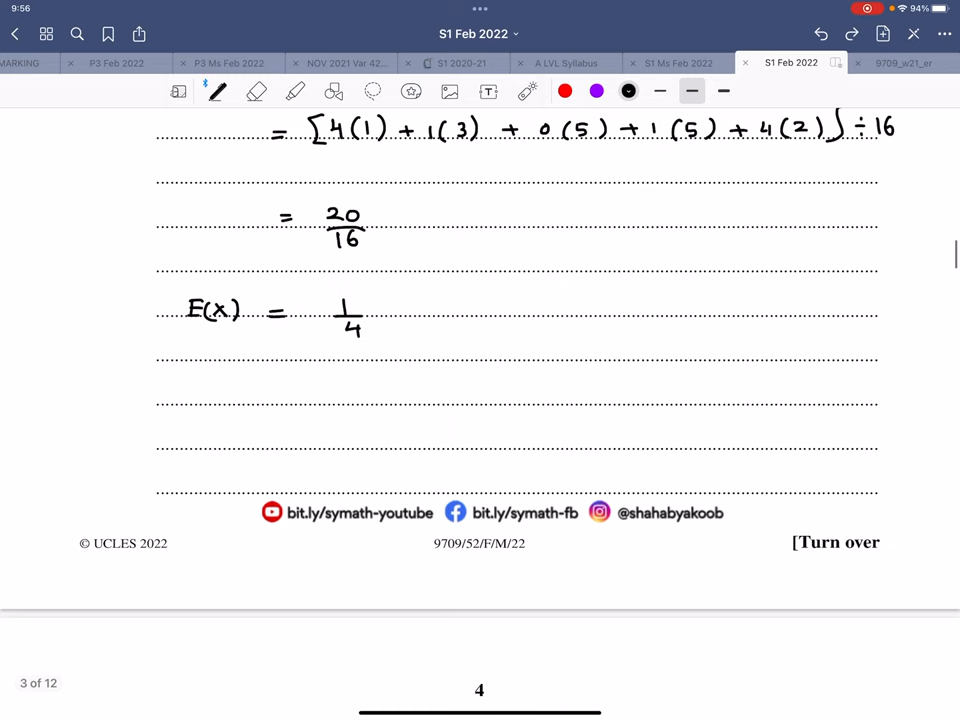 9:56
94%
S1 Feb 2022
MARKING
P3 Feb 2022
P3 Ms Feb 2022
NOV 2021 Var 42...
S1 2020-21
A LVL Syllabus
S1 Ms Feb 2022
S1 Feb 2022
9709_w21_er
= [4(1) + 1(3) + 0(5) + 1(5) + 4(2)] ÷ 16
= 20/16
E(x) = 1/4
bit.ly/symath-youtube bit.ly/symath-fb @shahabyakoob
© UCLES 2022 9709/52/F/M/22 [Turn over
3 of 12
4